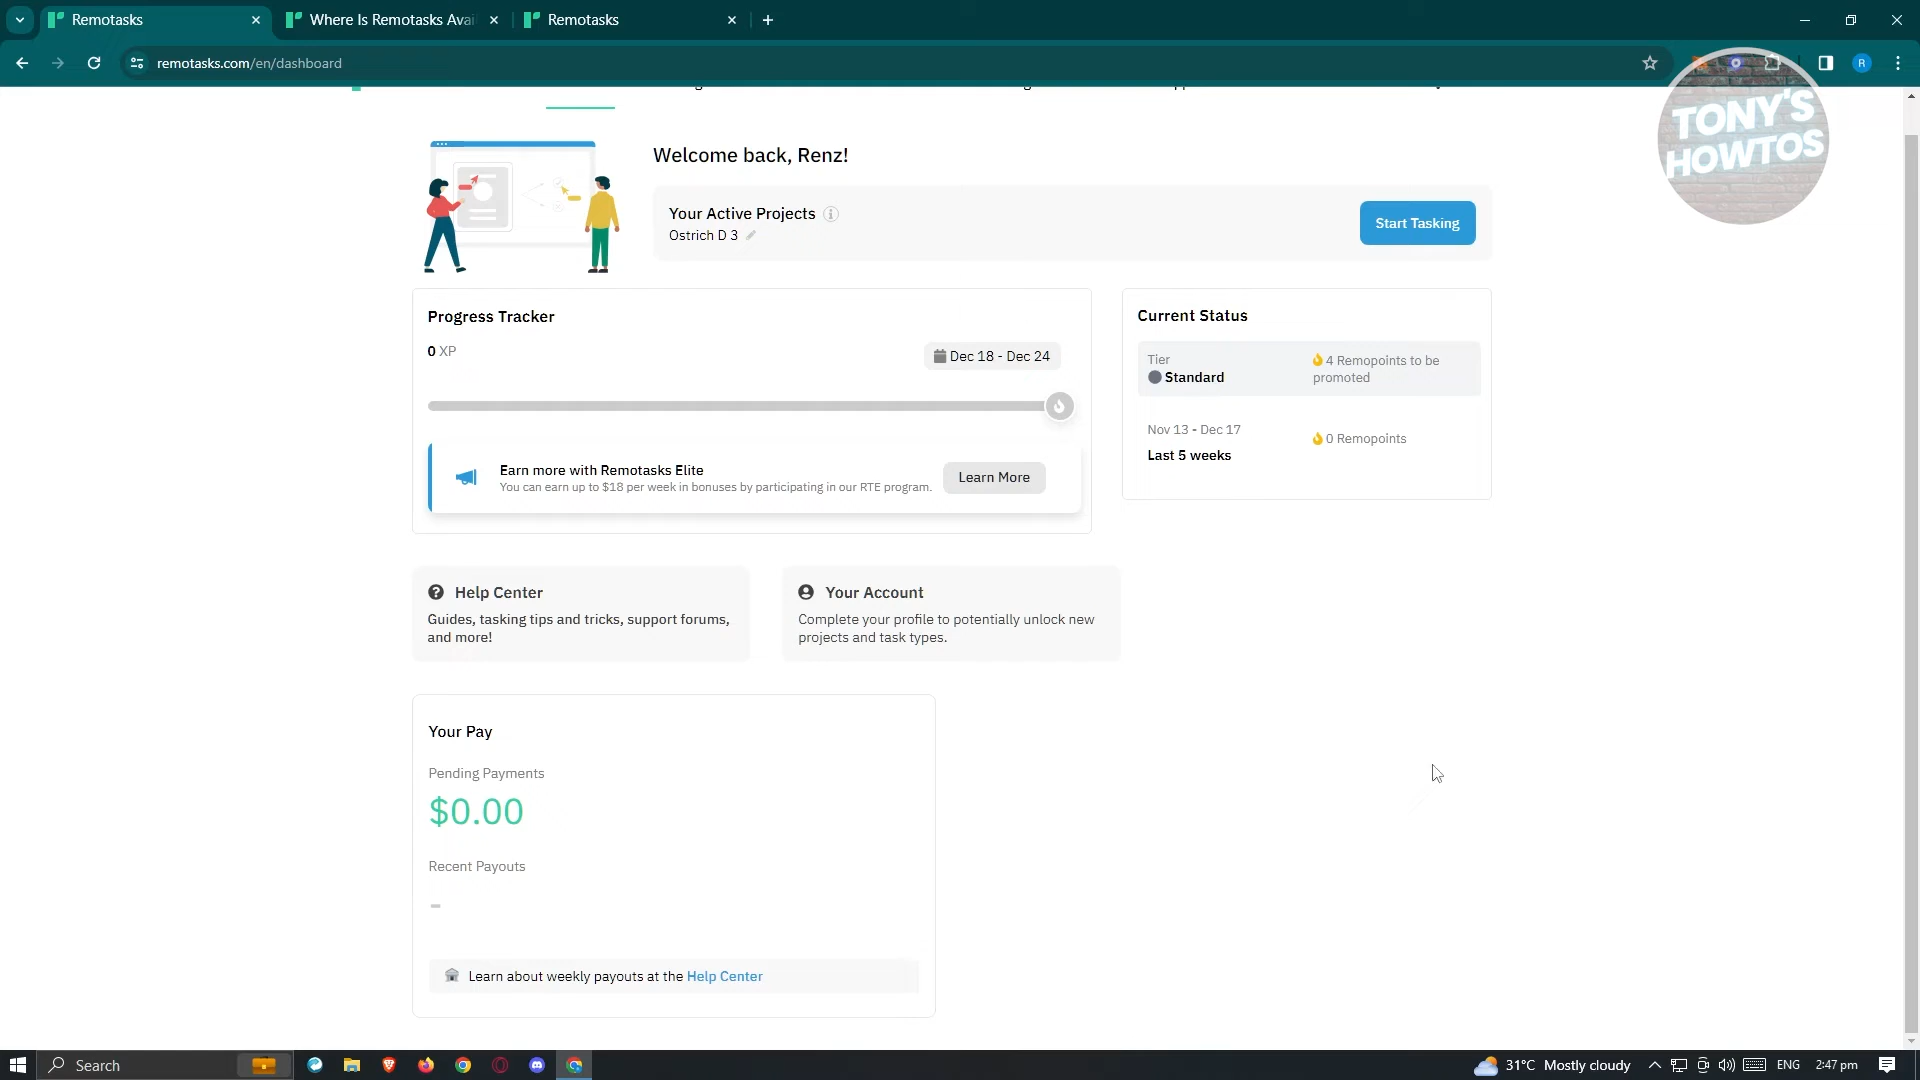 Remotasks
Where Is Remotasks Avai
Remotasks
remotasks.com/en/dashboard
R
TONY'S
HOWTOS
Welcome back, Renz!
Your Active Projects
Ostrich D 3
Start Tasking
Progress Tracker
0 XP
Dec 18 - Dec 24
Earn more with Remotasks Elite
You can earn up to $18 per week in bonuses by participating in our RTE program.
Learn More
Current Status
Tier
Standard
4 Remopoints to be
promoted
Nov 13 - Dec 17
Last 5 weeks
0 Remopoints
Help Center
Guides, tasking tips and tricks, support forums,
and more!
Your Account
Complete your profile to potentially unlock new
projects and task types.
Your Pay
Pending Payments
$0.00
Recent Payouts
-
Learn about weekly payouts at the Help Center
Search
31°C Mostly cloudy
ENG
2:47 pm